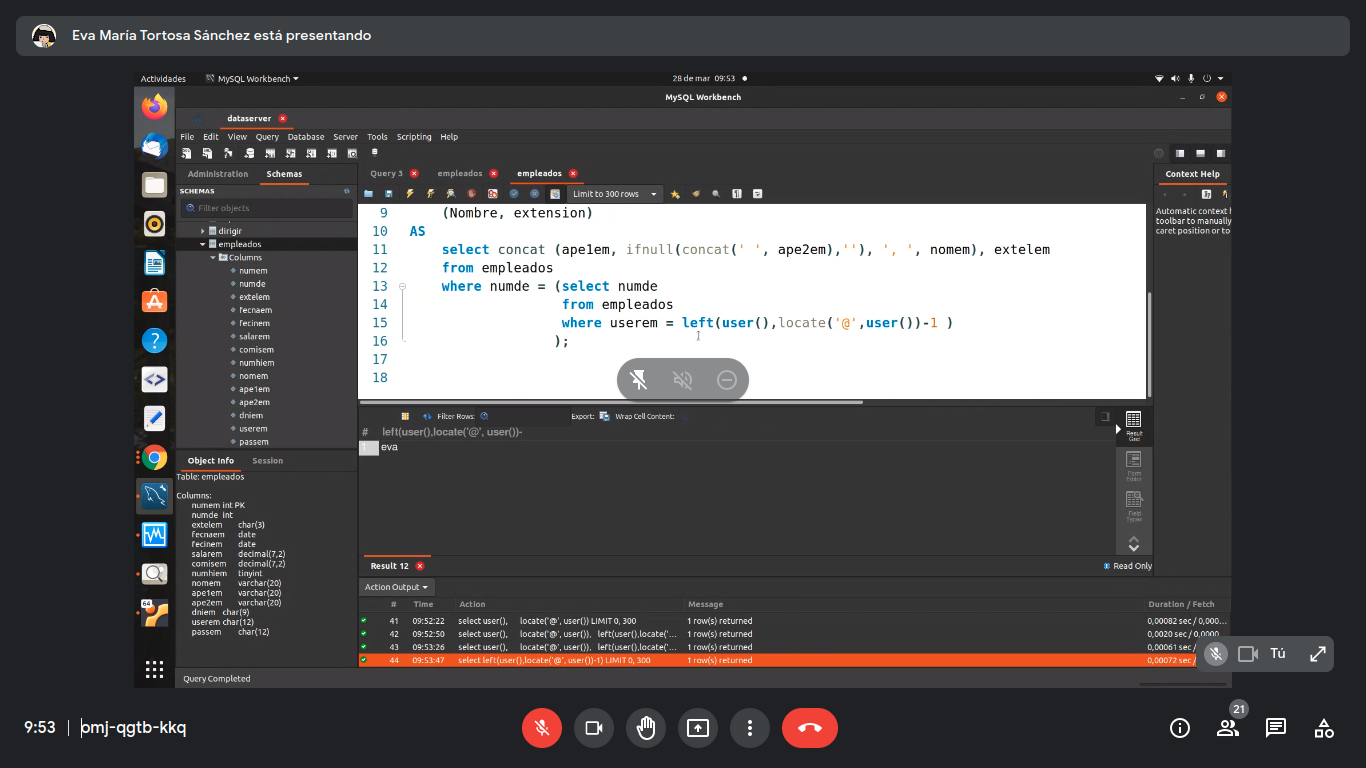 Eva María Tortosa Sánchez está presentando
Actividades MySQL Workbench 28 de mar 09:53
MySQL Workbench
dataserver
File Edit View Query Database Server Tools Scripting Help
Administration Schemas
SCHEMAS
Filter objects
dirigir
empleados
Columns
numem
numde
extelem
fecnaem
fecinem
salarem
comisem
numhiem
nomem
ape1em
ape2em
dniem
userem
passem
Object Info Session
Table: empleados
Columns:
numem int PK
numde int
extelem char(3)
fecnaem date
fecinem date
salarem decimal(7,2)
comisem decimal(7,2)
numhiem tinyint
nomem varchar(20)
ape1em varchar(20)
ape2em varchar(20)
dniem char(9)
userem char(12)
passem char(12)
Query Completed
Query 3 empleados empleados
Limit to 300 rows
9 (Nombre, extension)
10 AS
11 select concat (ape1em, ifnull(concat(' ', ape2em),''), ', ', nomem), extelem
12 from empleados
13 where numde = (select numde
14 from empleados
15 where userem = left(user(),locate('@',user())-1 )
16 );
17
18
Filter Rows: Export: Wrap Cell Content:
# left(user(),locate('@', user())-
eva
Result Grid
Form Editor
Field Types
Result 12 Read Only
Action Output
# Time Action Message Duration / Fetch
41 09:52:22 select user(), locate('@', user()) LIMIT 0, 300 1 row(s) returned 0,00082 sec / 0,000...
42 09:52:50 select user(), locate('@', user()), left(user(),locate('... 1 row(s) returned 0,0020 sec / 0,0000...
43 09:53:26 select user(), locate('@', user()), left(user(),locate('... 1 row(s) returned 0,00061 sec /
44 09:53:47 select left(user(),locate('@', user())-1) LIMIT 0, 300 1 row(s) returned 0,00072 sec /
Context Help
Automatic context h
toolbar to manually
caret position or to
64
Tú
9:53 | omj-qgtb-kkq
21